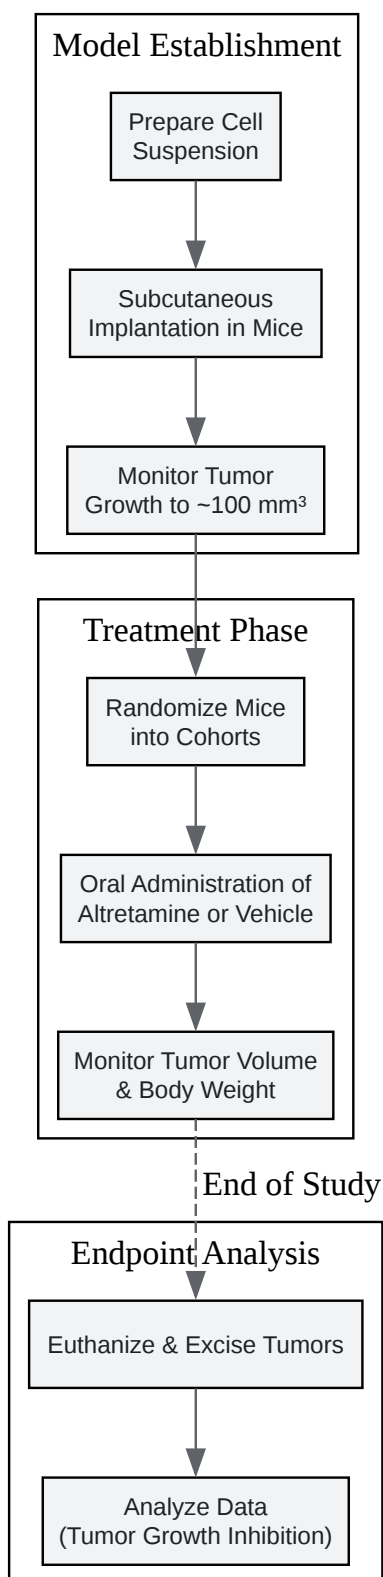 Model Establishment
Prepare Cell
Suspension
Subcutaneous
Implantation in Mice
Monitor Tumor
Growth to ~100 mm³
Treatment Phase
Randomize Mice
into Cohorts
Oral Administration of
Altretamine or Vehicle
Monitor Tumor Volume
& Body Weight
End of Study
Endpoint Analysis
Euthanize & Excise Tumors
Analyze Data
(Tumor Growth Inhibition)